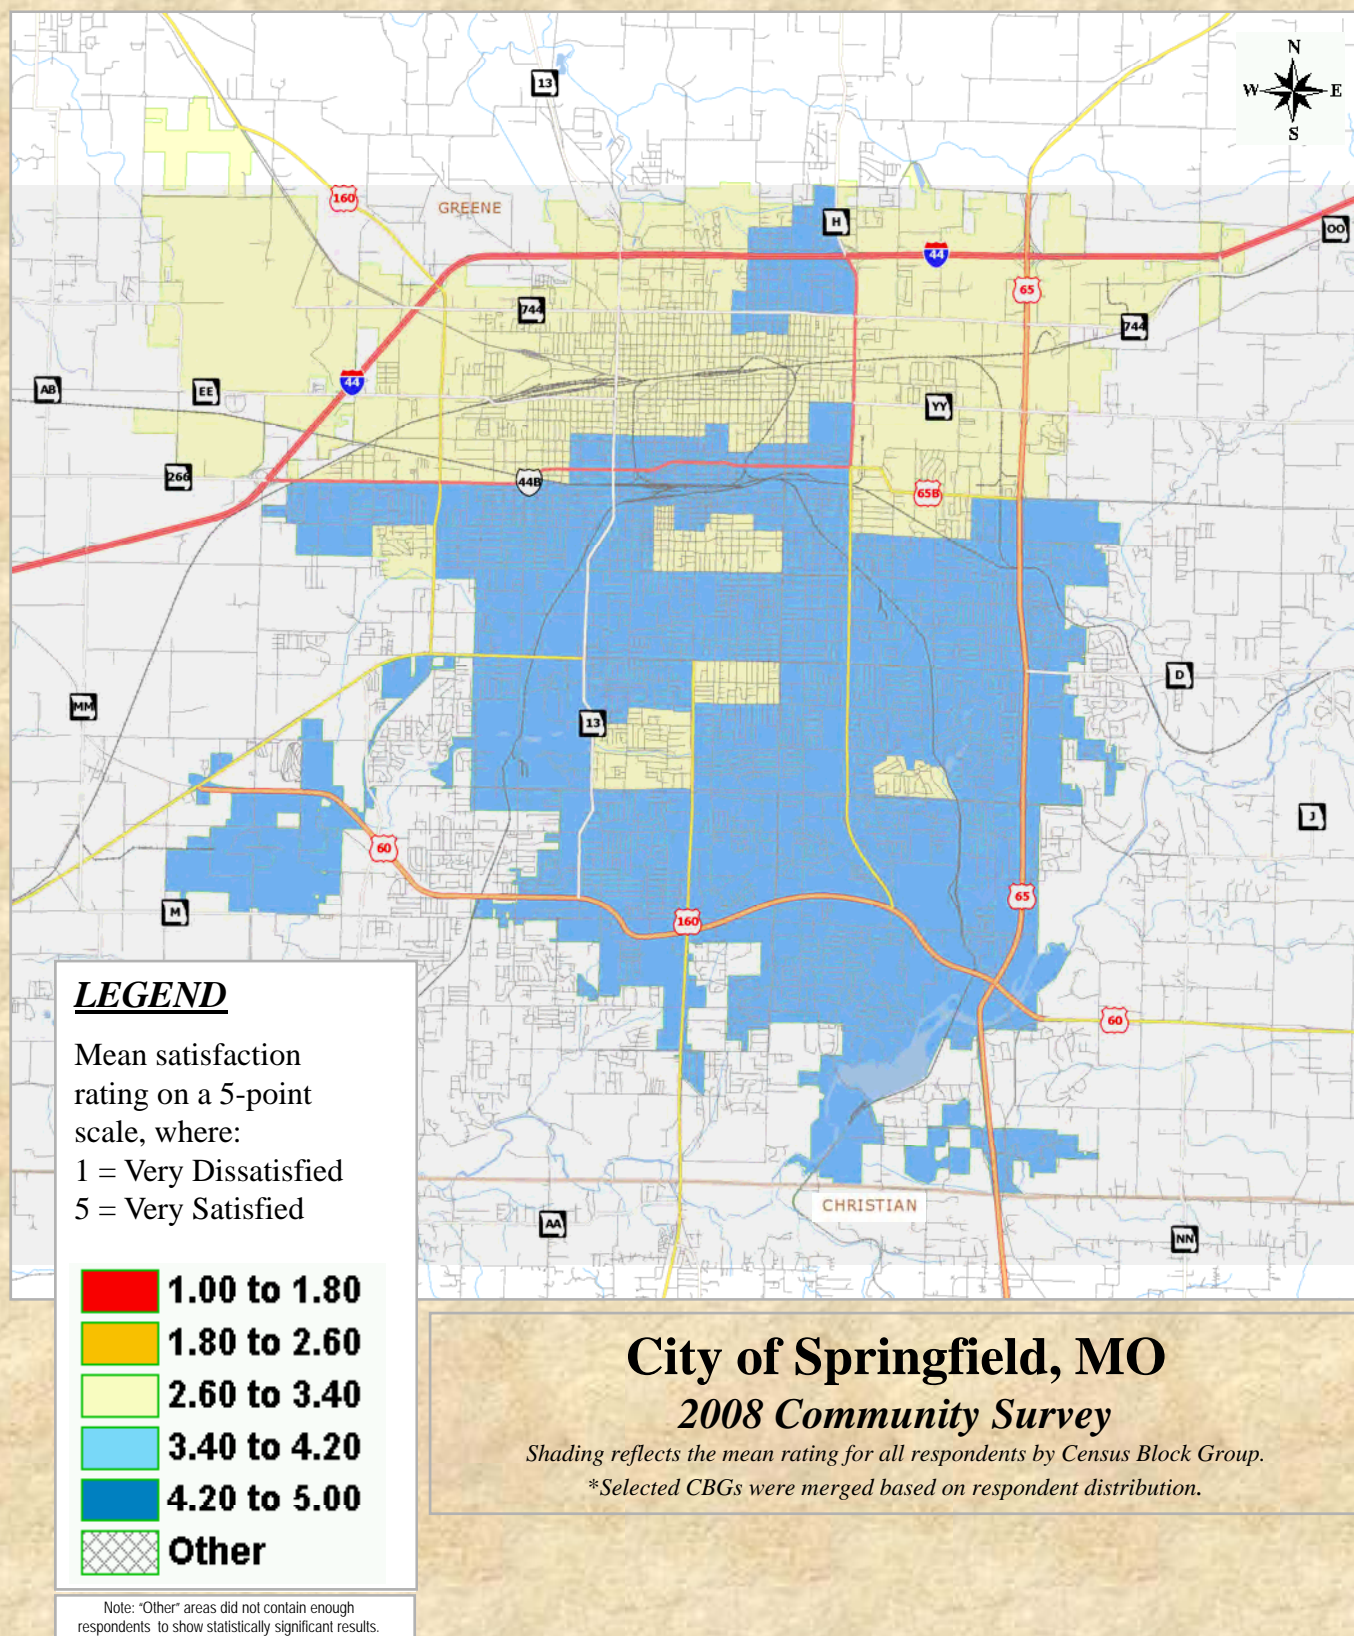 N
W E
S
13
160
GREENE
H
OO
44
65
744
744
44
AB
EE
YY
266
44B
65B
D
MM
13
J
60
65
M
160
60
CHRISTIAN
AA
NN
LEGEND
Mean satisfaction
rating on a 5-point
scale, where:
1 = Very Dissatisfied
5 = Very Satisfied
1.00 to 1.80
1.80 to 2.60
2.60 to 3.40
3.40 to 4.20
4.20 to 5.00
Other
Note: “Other” areas did not contain enough
respondents to show statistically significant results.
City of Springfield, MO
2008 Community Survey
Shading reflects the mean rating for all respondents by Census Block Group.
*Selected CBGs were merged based on respondent distribution.